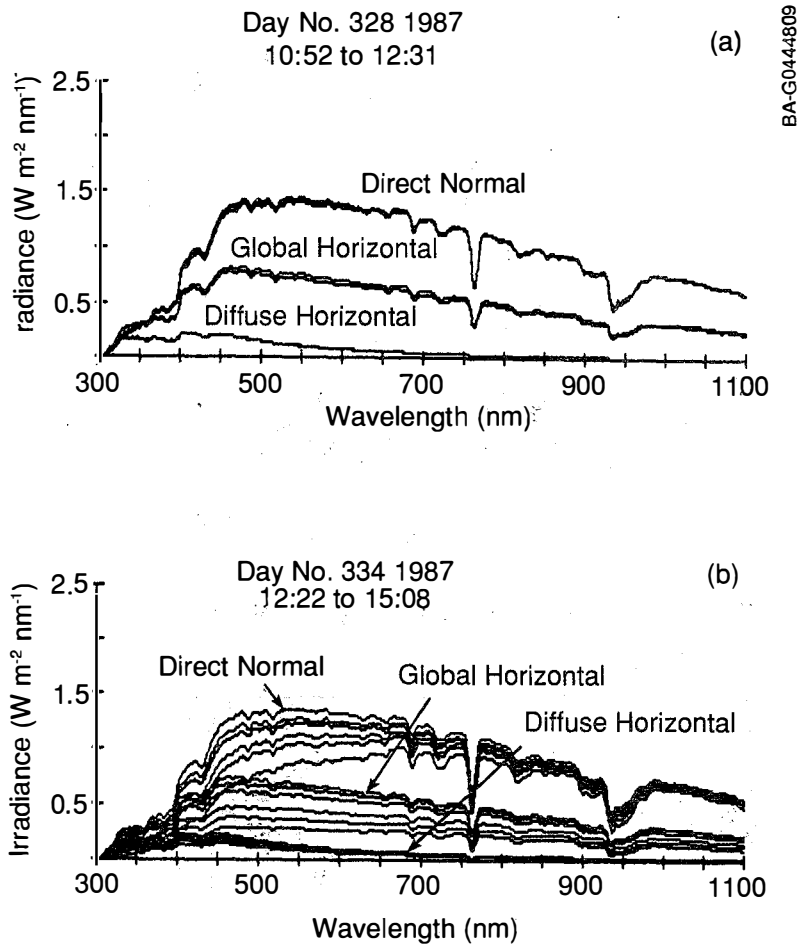 BA-G0444809
Day No. 328 1987
10:52 to 12:31
(a)
radiance (W m-2 nm-1)
2.5
1.5
0.5
Direct Normal
Global Horizontal
Diffuse Horizontal
300
500
700
900
1100
Wavelength (nm)
Day No. 334 1987
12:22 to 15:08
(b)
Irradiance (W m-2 nm-1)
2.5
1.5
0.5
Direct Normal
Global Horizontal
Diffuse Horizontal
300
500
700
900
1100
Wavelength (nm)